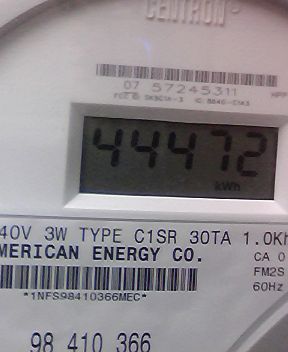 CENTRON®
07 57245311
44472
kWh
40V 3W TYPE C1SR 30TA 1.0Kh
MERICAN ENERGY CO.
CA 0
FM2S
60Hz
*1NFS98410366MEC*
98 410 366